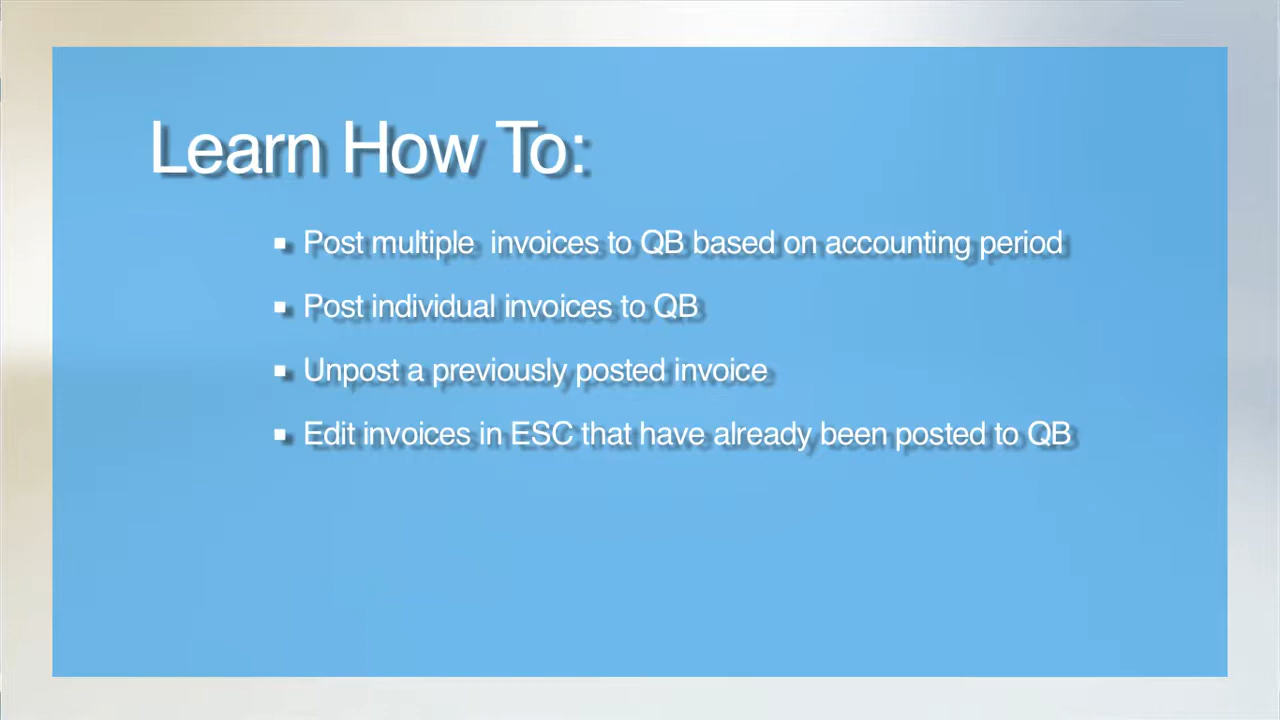 Learn How To:
▪ Post multiple  invoices to QB based on accounting period
▪ Post individual invoices to QB
▪ Unpost a previously posted invoice
▪ Edit invoices in ESC that have already been posted to QB